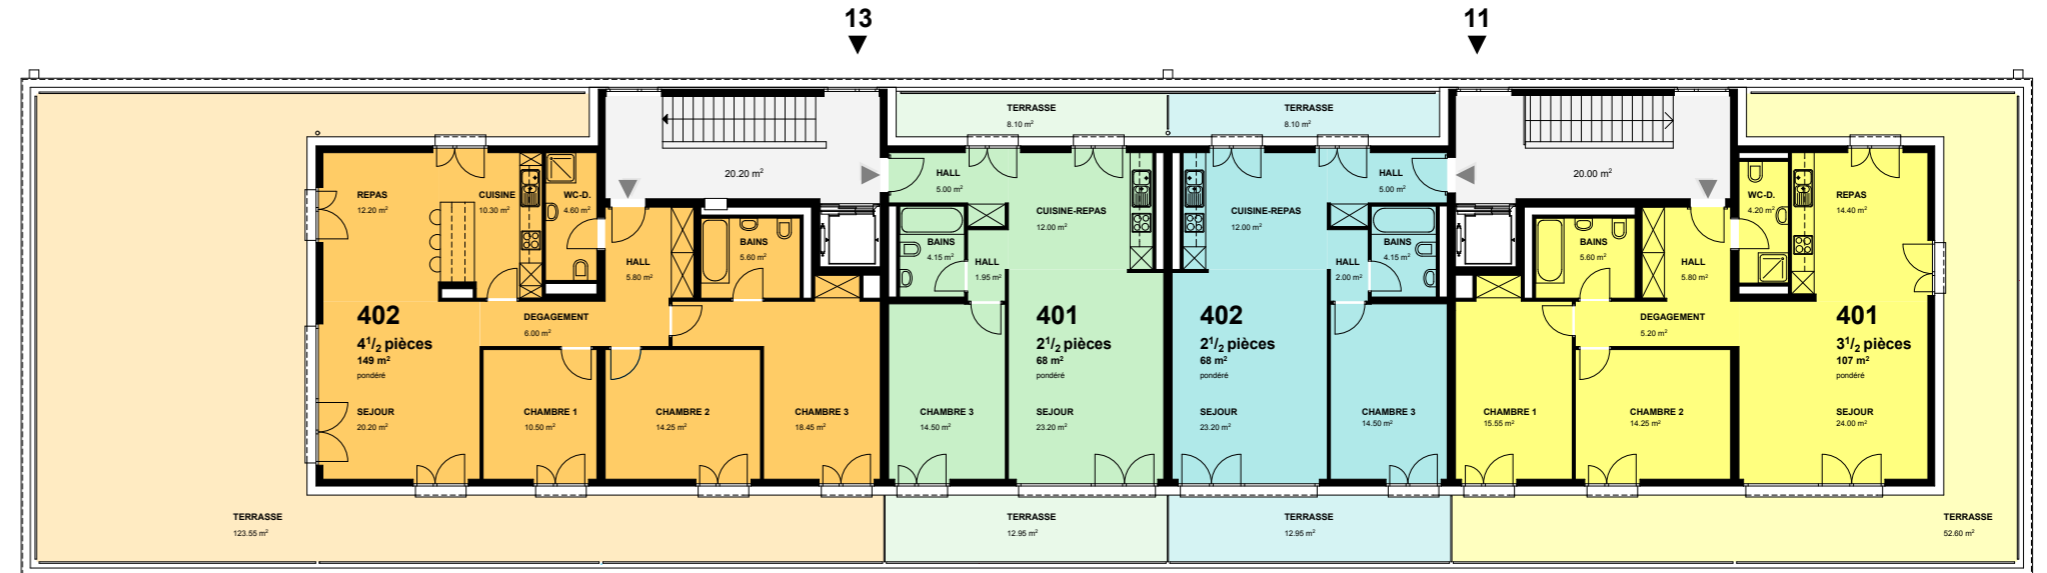 13
11
TERRASSE
8.10 m²
TERRASSE
8.10 m²
20.20 m²
20.00 m²
REPAS
12.20 m²
CUISINE
10.30 m²
WC-D.
4.60 m²
HALL
5.80 m²
BAINS
5.60 m²
402
4 1/2 pièces
149 m²
pondéré
DEGAGEMENT
6.00 m²
SEJOUR
20.20 m²
CHAMBRE 1
10.50 m²
CHAMBRE 2
14.25 m²
CHAMBRE 3
18.45 m²
TERRASSE
123.55 m²
HALL
5.00 m²
CUISINE-REPAS
12.00 m²
BAINS
4.15 m²
HALL
1.95 m²
401
2 1/2 pièces
68 m²
pondéré
CHAMBRE 3
14.50 m²
SEJOUR
23.20 m²
TERRASSE
12.95 m²
HALL
5.00 m²
CUISINE-REPAS
12.00 m²
BAINS
4.15 m²
HALL
2.00 m²
402
2 1/2 pièces
68 m²
pondéré
SEJOUR
23.20 m²
CHAMBRE 3
14.50 m²
TERRASSE
12.95 m²
WC-D.
4.20 m²
REPAS
14.40 m²
BAINS
5.60 m²
HALL
5.80 m²
DEGAGEMENT
5.20 m²
401
3 1/2 pièces
107 m²
pondéré
CHAMBRE 1
15.55 m²
CHAMBRE 2
14.25 m²
SEJOUR
24.00 m²
TERRASSE
52.60 m²